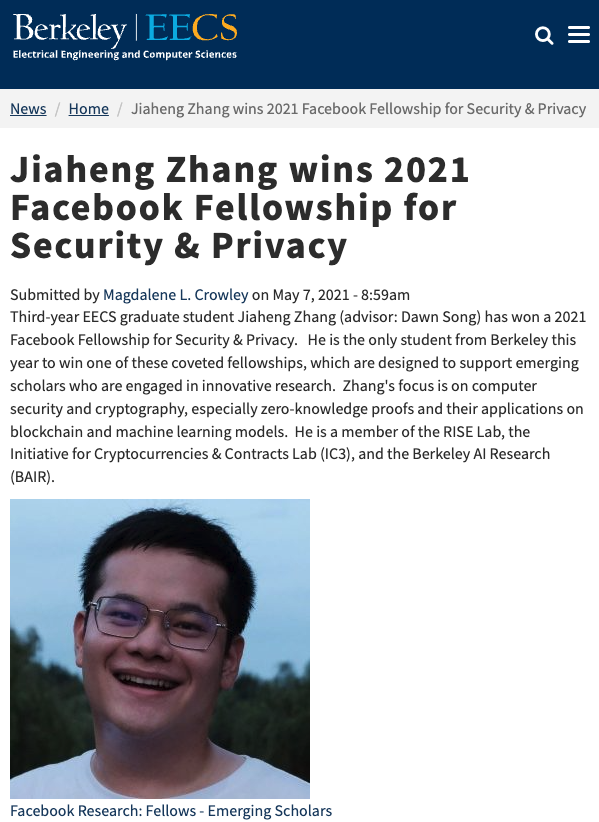 Berkeley EECS
Electrical Engineering and Computer Sciences
News / Home / Jiaheng Zhang wins 2021 Facebook Fellowship for Security & Privacy
Jiaheng Zhang wins 2021
Facebook Fellowship for
Security & Privacy
Submitted by Magdalene L. Crowley on May 7, 2021 - 8:59am
Third-year EECS graduate student Jiaheng Zhang (advisor: Dawn Song) has won a 2021
Facebook Fellowship for Security & Privacy.   He is the only student from Berkeley this
year to win one of these coveted fellowships, which are designed to support emerging
scholars who are engaged in innovative research.  Zhang's focus is on computer
security and cryptography, especially zero-knowledge proofs and their applications on
blockchain and machine learning models.  He is a member of the RISE Lab, the
Initiative for Cryptocurrencies & Contracts Lab (IC3), and the Berkeley AI Research
(BAIR).
Facebook Research: Fellows - Emerging Scholars